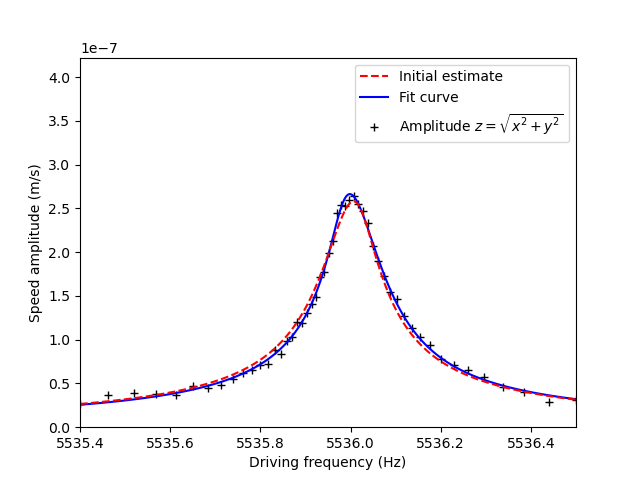 1e−7
4.0
3.5
3.0
2.5
2.0
1.5
1.0
0.5
0.0
Speed amplitude (m/s)
Initial estimate
Fit curve
Amplitude z = √x² + y²
5535.4 5535.6 5535.8 5536.0 5536.2 5536.4
Driving frequency (Hz)